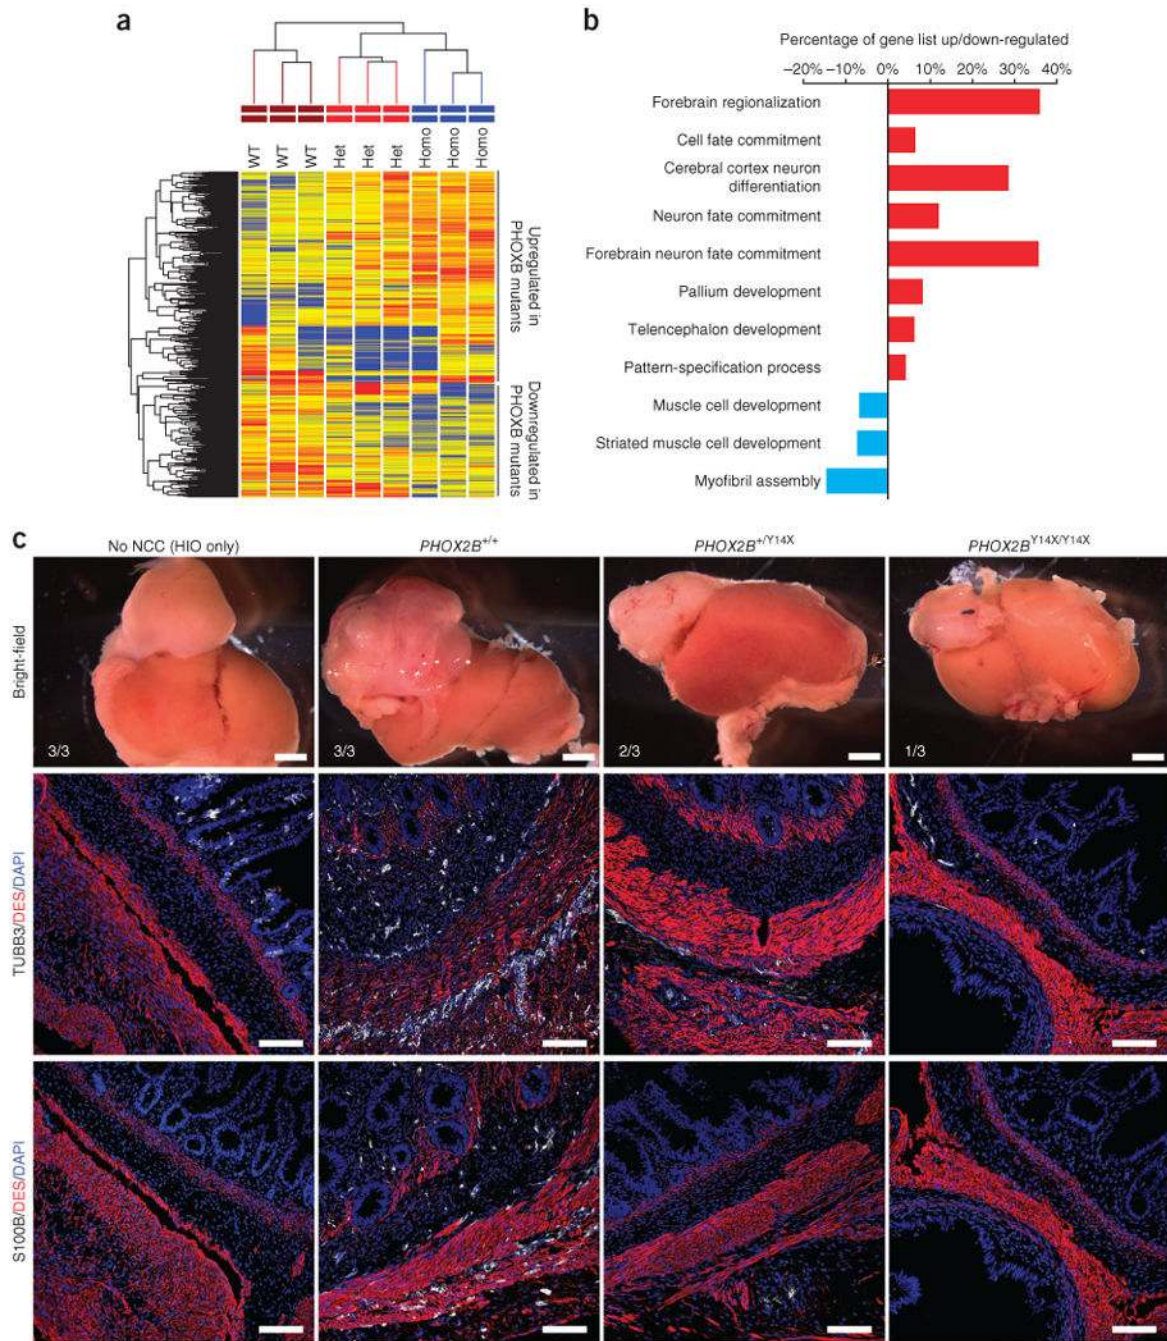 a
WT
WT
WT
Het
Het
Het
Homo
Homo
Homo
Upregulated in
PHOXB mutants
Downregulated in
PHOXB mutants
b
Percentage of gene list up/down-regulated
–20% –10% 0% 10% 20% 30% 40%
Forebrain regionalization
Cell fate commitment
Cerebral cortex neuron
differentiation
Neuron fate commitment
Forebrain neuron fate commitment
Pallium development
Telencephalon development
Pattern-specification process
Muscle cell development
Striated muscle cell development
Myofibril assembly
c
No NCC (HIO only)
PHOX2B+/+
PHOX2B+/Y14X
PHOX2BY14X/Y14X
Bright-field
3/3
3/3
2/3
1/3
TUBB3/DES/DAPI
S100B/DES/DAPI